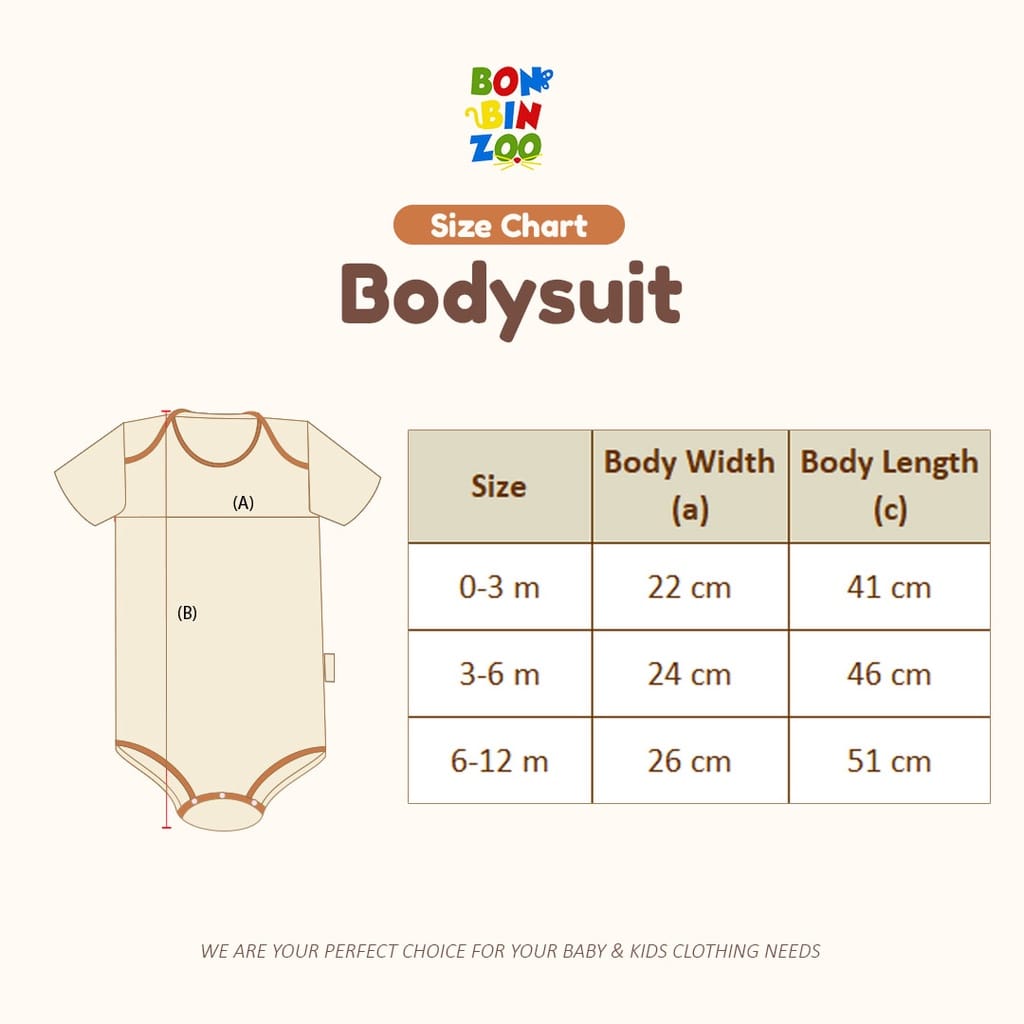 BON
BIN
ZOO
Size Chart
Bodysuit
(A)
(B)
Size Body Width (a) Body Length (c)
0-3 m 22 cm 41 cm
3-6 m 24 cm 46 cm
6-12 m 26 cm 51 cm
WE ARE YOUR PERFECT CHOICE FOR YOUR BABY & KIDS CLOTHING NEEDS